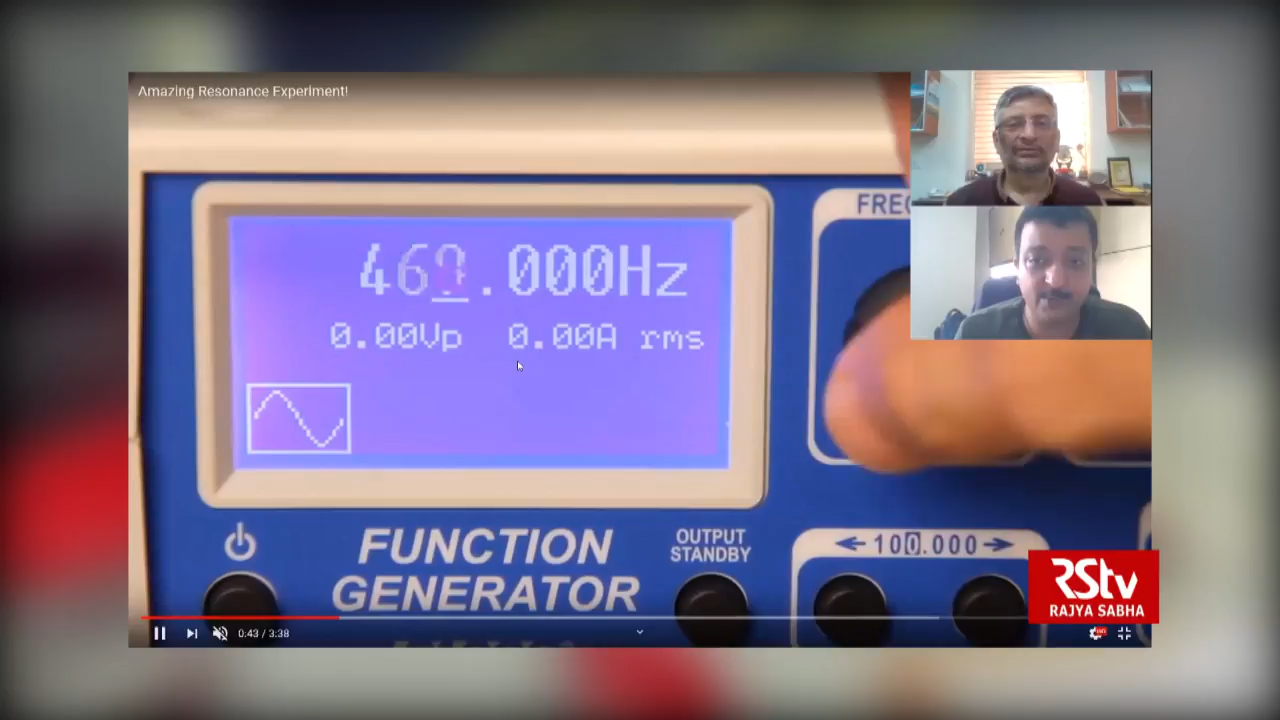 Amazing Resonance Experiment!
.000Hz
0.00Vp 0.00A rms
FUNCTION
GENERATOR
OUTPUT
STANDBY
100.000
0:43 / 3:38
RSTV
RAJYA SABHA